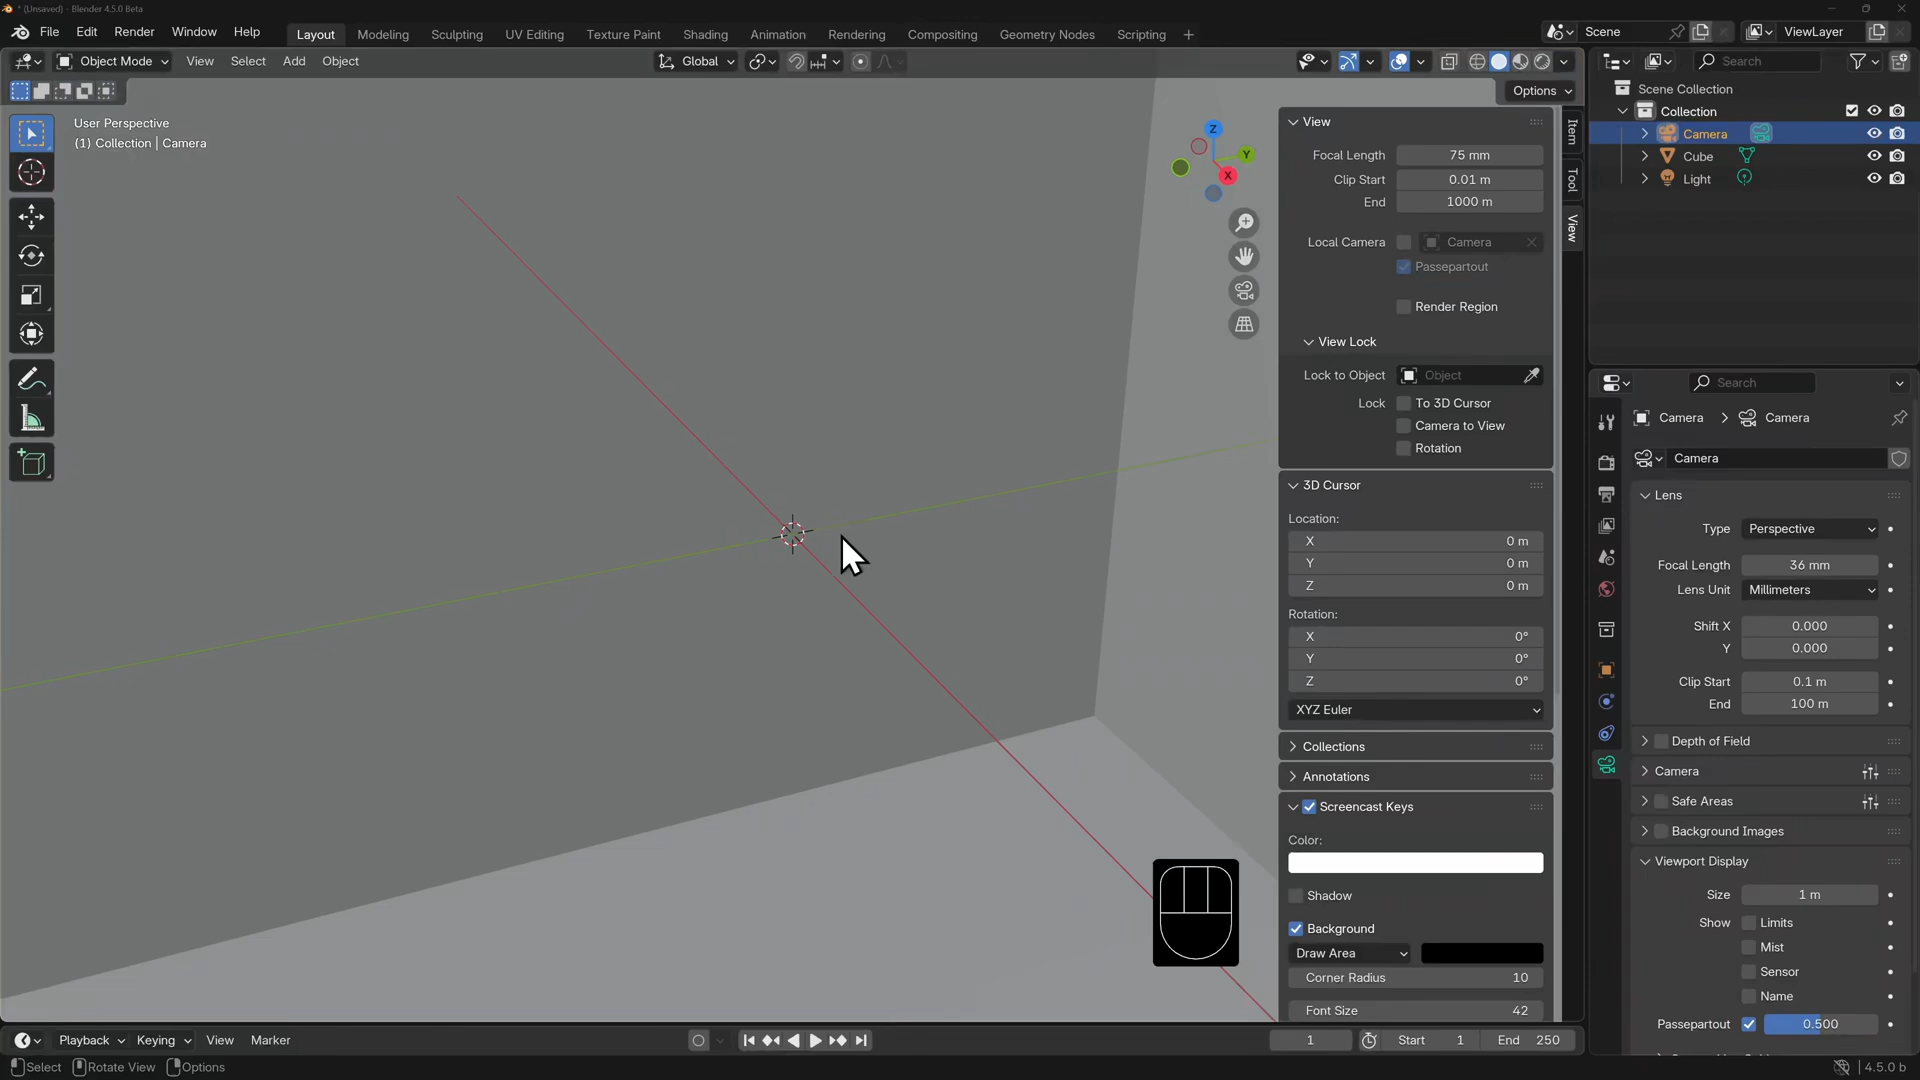 * (Unsaved) - Blender 4.5.0 Beta
File Edit Render Window Help
Layout Modeling Sculpting UV Editing Texture Paint Shading Animation Rendering Compositing Geometry Nodes Scripting +
Scene
ViewLayer
Object Mode View Select Add Object
Global
Options
User Perspective
(1) Collection | Camera
Z
Y
X
View
Focal Length 75 mm
Clip Start 0.01 m
End 1000 m
Local Camera Camera
Passepartout
Render Region
View Lock
Lock to Object Object
Lock To 3D Cursor
Camera to View
Rotation
3D Cursor
Location:
X 0 m
Y 0 m
Z 0 m
Rotation:
X 0°
Y 0°
Z 0°
XYZ Euler
Collections
Annotations
Screencast Keys
Color:
Shadow
Background
Draw Area
Corner Radius 10
Font Size 42
Item
Tool
View
Search
Scene Collection
Collection
Camera
Cube
Light
Search
Camera > Camera
Camera
Lens
Type Perspective
Focal Length 36 mm
Lens Unit Millimeters
Shift X 0.000
Y 0.000
Clip Start 0.1 m
End 100 m
Depth of Field
Camera
Safe Areas
Background Images
Viewport Display
Size 1 m
Show Limits
Mist
Sensor
Name
Passepartout 0.500
Playback Keying View Marker
1
Start 1
End 250
Select Rotate View Options
4.5.0 b